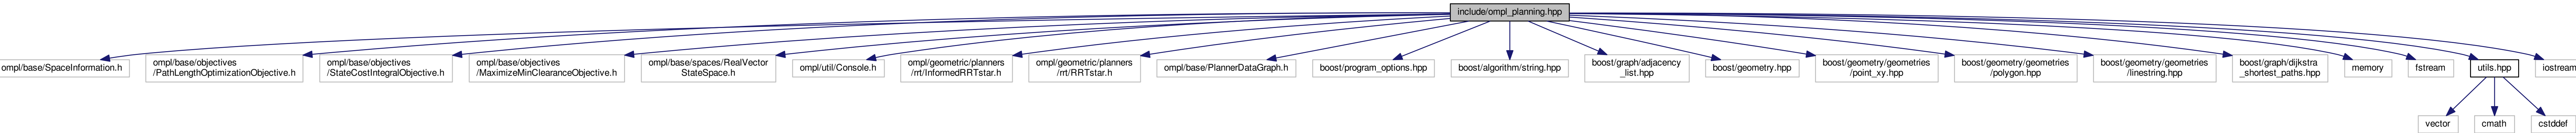 include/ompl_planning.hpp
ompl/base/SpaceInformation.h
ompl/base/objectives
/PathLengthOptimizationObjective.h
ompl/base/objectives
/StateCostIntegralObjective.h
ompl/base/objectives
/MaximizeMinClearanceObjective.h
ompl/base/spaces/RealVector
StateSpace.h
ompl/util/Console.h
ompl/geometric/planners
/rrt/InformedRRTstar.h
ompl/geometric/planners
/rrt/RRTstar.h
ompl/base/PlannerDataGraph.h
boost/program_options.hpp
boost/algorithm/string.hpp
boost/graph/adjacency
_list.hpp
boost/geometry.hpp
boost/geometry/geometries
/point_xy.hpp
boost/geometry/geometries
/polygon.hpp
boost/geometry/geometries
/linestring.hpp
boost/graph/dijkstra
_shortest_paths.hpp
memory
fstream
utils.hpp
iostream
vector
cmath
cstddef